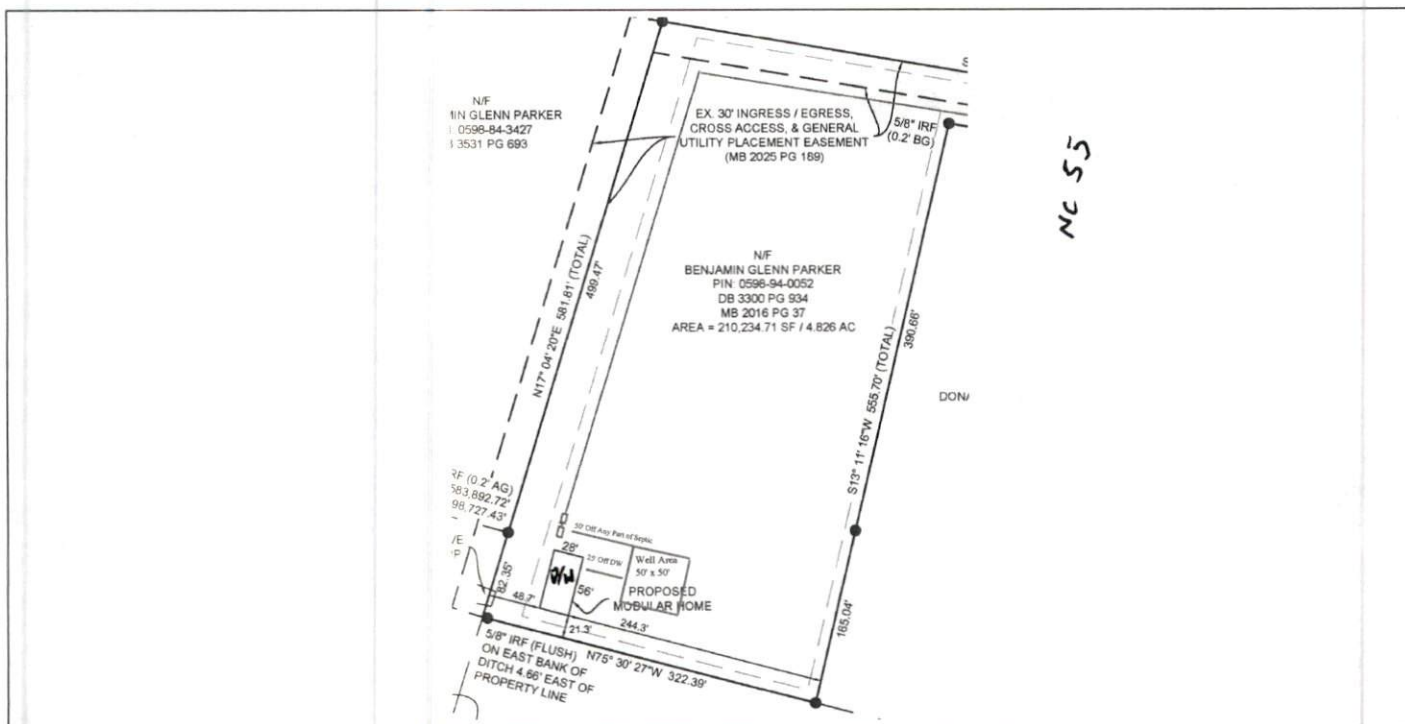 N/F
MIN GLENN PARKER
: 0596-84-3427
3531 PG 693
EX. 30' INGRESS / EGRESS,
CROSS ACCESS, & GENERAL
UTILITY PLACEMENT EASEMENT
(MB 2025 PG 189)
5/8" IRF
(0.2' BG)
NC 55
N/F
BENJAMIN GLENN PARKER
PIN: 0596-94-0052
DB 3300 PG 934
MB 2016 PG 37
AREA = 210,234.71 SF / 4.826 AC
N17° 04' 20"E 581.81' (TOTAL)
499.47'
S13° 11' 16"W 555.70' (TOTAL)
390.66'
DONA
RF (0.2' AG)
583,892.72'
98,727.43'
50' Off Any Part of Septic
28'
25' Off DW
Well Area
50' x 50'
D/W
56'
PROPOSED
MODULAR HOME
82.35'
48.7'
21.3'
244.3'
165.04'
N75° 30' 27"W 322.39'
5/8" IRF (FLUSH)
ON EAST BANK OF
DITCH 4.66' EAST OF
PROPERTY LINE